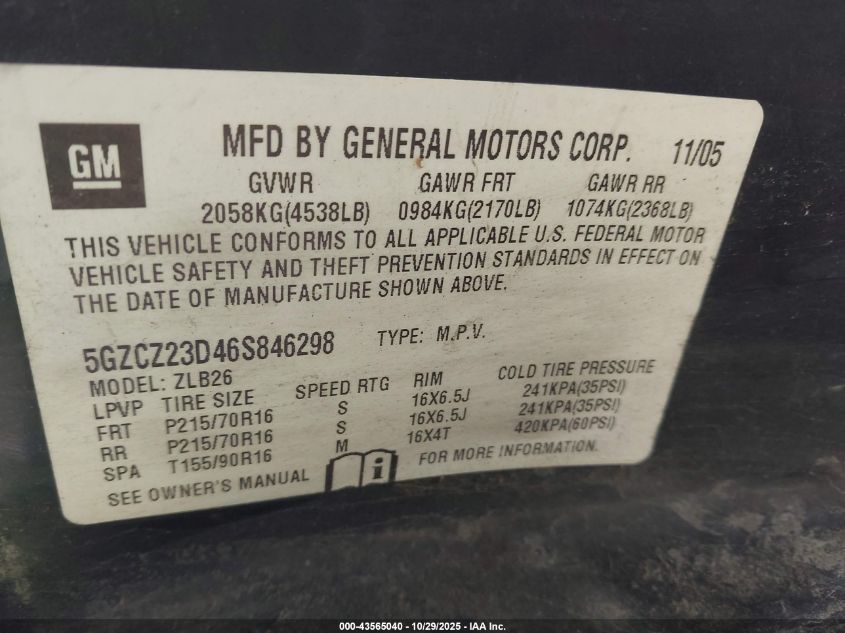 GM
MFD BY GENERAL MOTORS CORP. 11/05
GVWR GAWR FRT GAWR RR
2058KG(4538LB) 0984KG(2170LB) 1074KG(2368LB)
THIS VEHICLE CONFORMS TO ALL APPLICABLE U.S. FEDERAL MOTOR
VEHICLE SAFETY AND THEFT PREVENTION STANDARDS IN EFFECT ON
THE DATE OF MANUFACTURE SHOWN ABOVE.
5GZCZ23D46S846298 TYPE: M.P.V.
MODEL: ZLB26
LPVP TIRE SIZE SPEED RTG RIM COLD TIRE PRESSURE
FRT P215/70R16 S 16X6.5J 241KPA(35PSI)
RR P215/70R16 S 16X6.5J 241KPA(35PSI)
SPA T155/90R16 M 16X4T 420KPA(60PSI)
SEE OWNER'S MANUAL i FOR MORE INFORMATION.
000-43565040 - 10/29/2025 - IAA Inc.